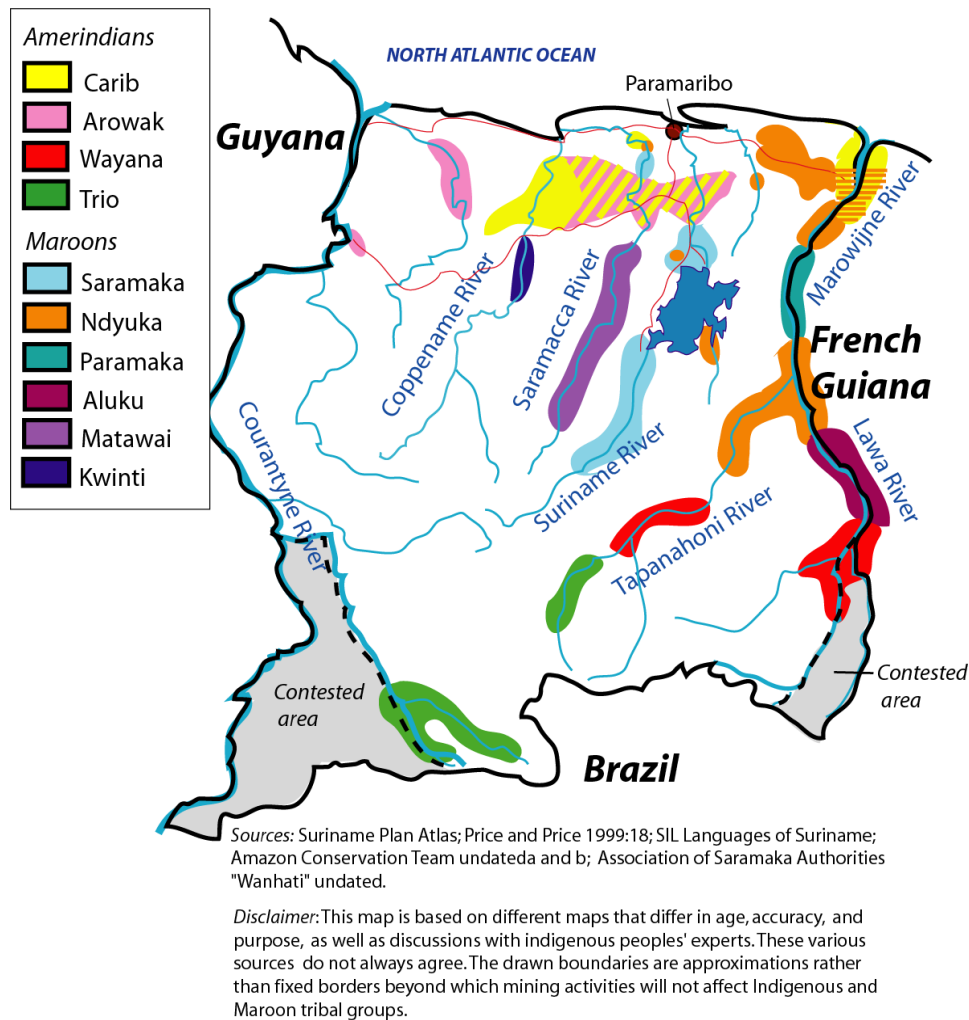 Amerindians
Carib
Arowak
Wayana
Trio
Maroons
Saramaka
Ndyuka
Paramaka
Aluku
Matawai
Kwinti
NORTH ATLANTIC OCEAN
Paramaribo
Guyana
Marowijne River
Coppename River
Saramacca River
French
Guiana
Courantyne River
Suriname River
Lawa River
Tapanahoni River
Contested
area
Contested
area
Brazil
Sources: Suriname Plan Atlas; Price and Price 1999:18; SIL Languages of Suriname;
Amazon Conservation Team undateda and b; Association of Saramaka Authorities
"Wanhati" undated.
Disclaimer: This map is based on different maps that differ in age, accuracy, and
purpose, as well as discussions with indigenous peoples' experts. These various
sources do not always agree. The drawn boundaries are approximations rather
than fixed borders beyond which mining activities will not affect Indigenous and
Maroon tribal groups.